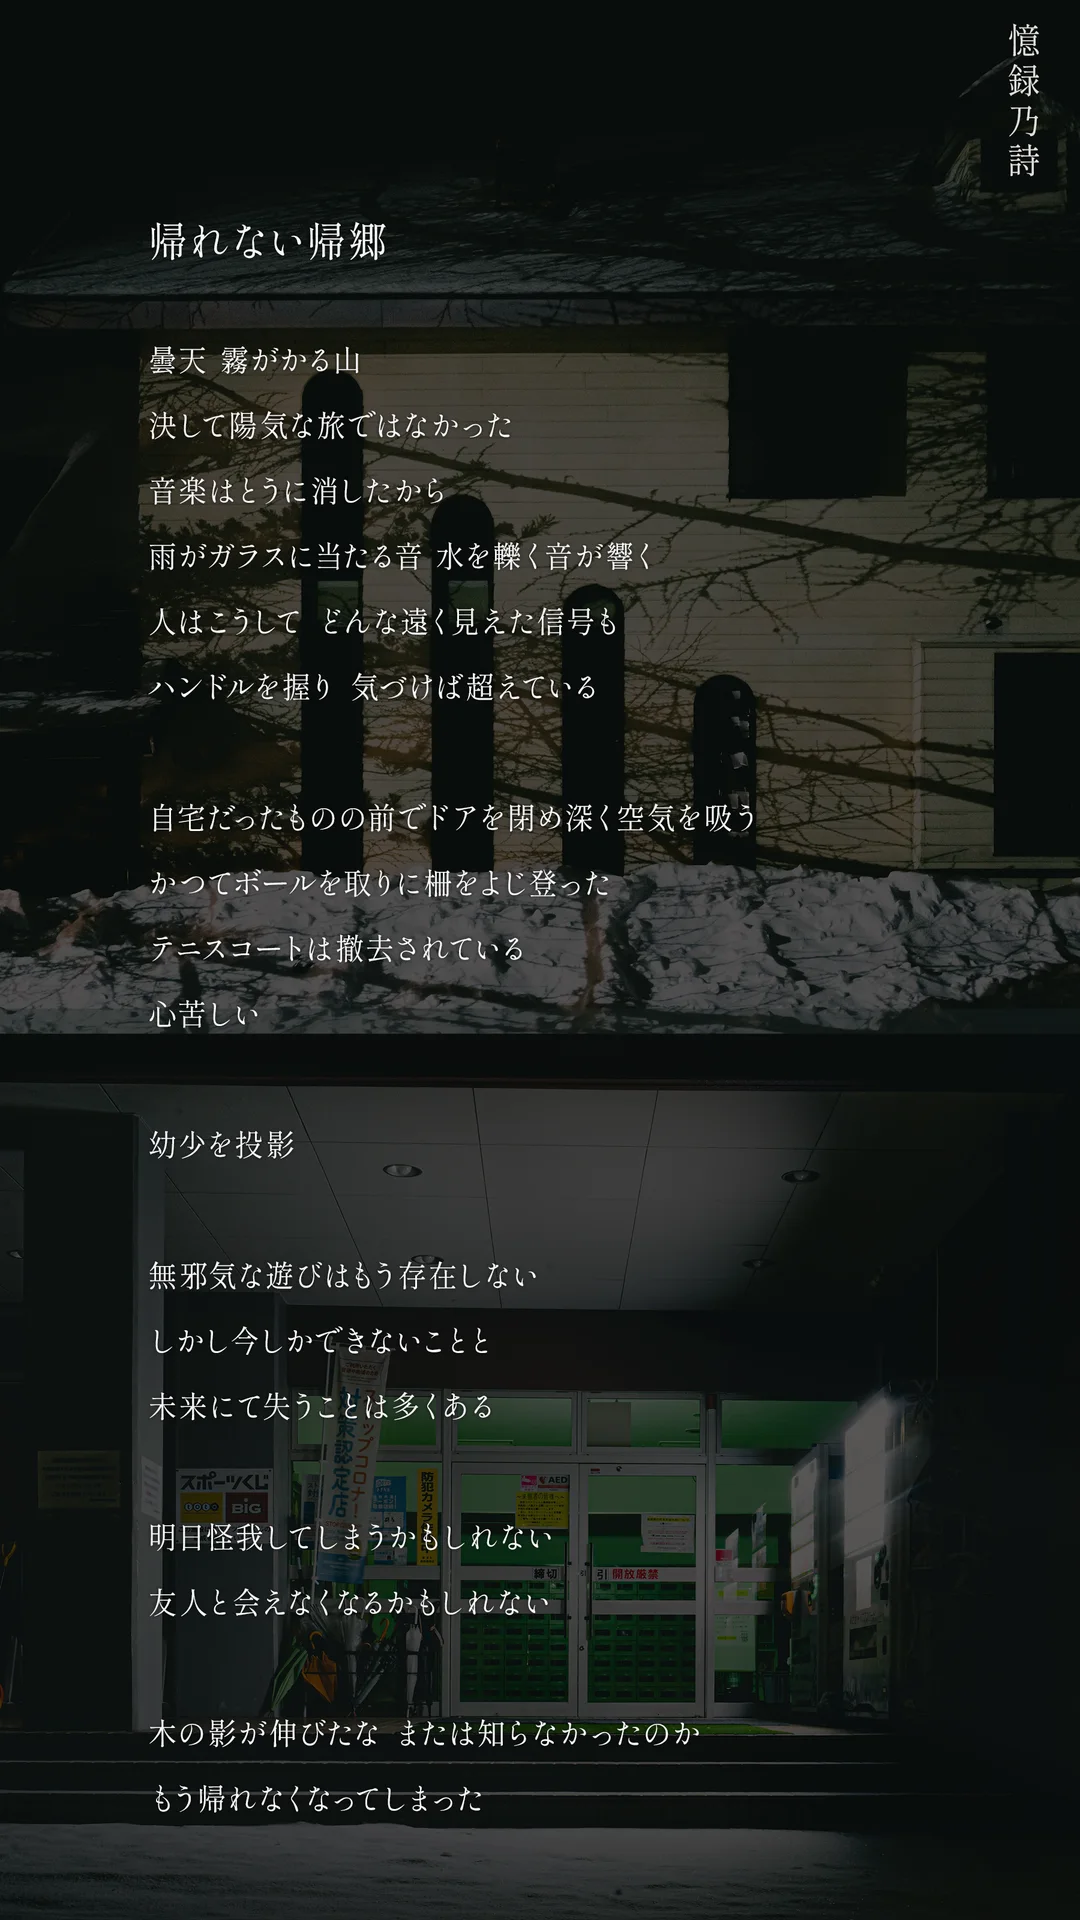 憶録乃詩
帰れない帰郷
曇天 霧がかる山
決して陽気な旅ではなかった
音楽はとうに消したから
雨がガラスに当たる音 水を轢く音が響く
人はこうして どんな遠く見えた信号も
ハンドルを握り 気づけば超えている
自宅だったものの前でドアを閉め深く空気を吸う
かつてボールを取りに柵をよじ登った
テニスコートは撤去されている
心苦しい
幼少を投影
無邪気な遊びはもう存在しない
しかし今しかできないことと
未来にて失うことは多くある
スポーツくじ
toto
BIG
防犯カメラ
AED
明日怪我してしまうかもしれない
締切
引
開放厳禁
友人と会えなくなるかもしれない
木の影が伸びたな または知らなかったのか
もう帰れなくなってしまった